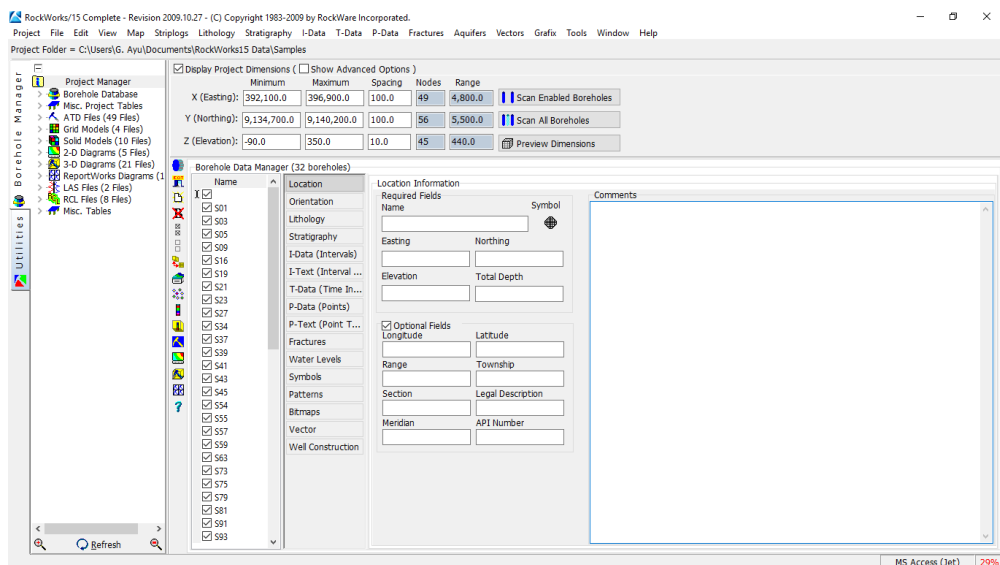 RockWorks/15 Complete - Revision 2009.10.27 - (C) Copyright 1983-2009 by RockWare Incorporated.
Project File Edit View Map Striplogs Lithology Stratigraphy I-Data T-Data P-Data Fractures Aquifers Vectors Grafix Tools Window Help
Project Folder = C:\Users\G. Ayu\Documents\RockWorks15 Data\Samples
Borehole Manager
Utilities
Project Manager
Borehole Database
Misc. Project Tables
ATD Files (49 Files)
Grid Models (4 Files)
Solid Models (10 Files)
2-D Diagrams (5 Files)
3-D Diagrams (21 Files)
ReportWorks Diagrams (1
LAS Files (2 Files)
RCL Files (8 Files)
Misc. Tables
Refresh
Display Project Dimensions ( Show Advanced Options )
Minimum Maximum Spacing Nodes Range
X (Easting): 392,100.0 396,900.0 100.0 49 4,800.0 Scan Enabled Boreholes
Y (Northing): 9,134,700.0 9,140,200.0 100.0 56 5,500.0 Scan All Boreholes
Z (Elevation): -90.0 350.0 10.0 45 440.0 Preview Dimensions
Borehole Data Manager (32 boreholes)
EXIT
Name
S01
S03
S05
S09
S16
S19
S21
S23
S27
S34
S37
S39
S41
S43
S45
S54
S55
S57
S59
S63
S73
S75
S79
S81
S91
S93
Location
Orientation
Lithology
Stratigraphy
I-Data (Intervals)
I-Text (Interval ...
T-Data (Time In...
P-Data (Points)
P-Text (Point T...
Fractures
Water Levels
Symbols
Patterns
Bitmaps
Vector
Well Construction
Location Information
Required Fields
Name Symbol
Easting Northing
Elevation Total Depth
Optional Fields
Longitude Latitude
Range Township
Section Legal Description
Meridian API Number
Comments
MS Access (Jet) 29%